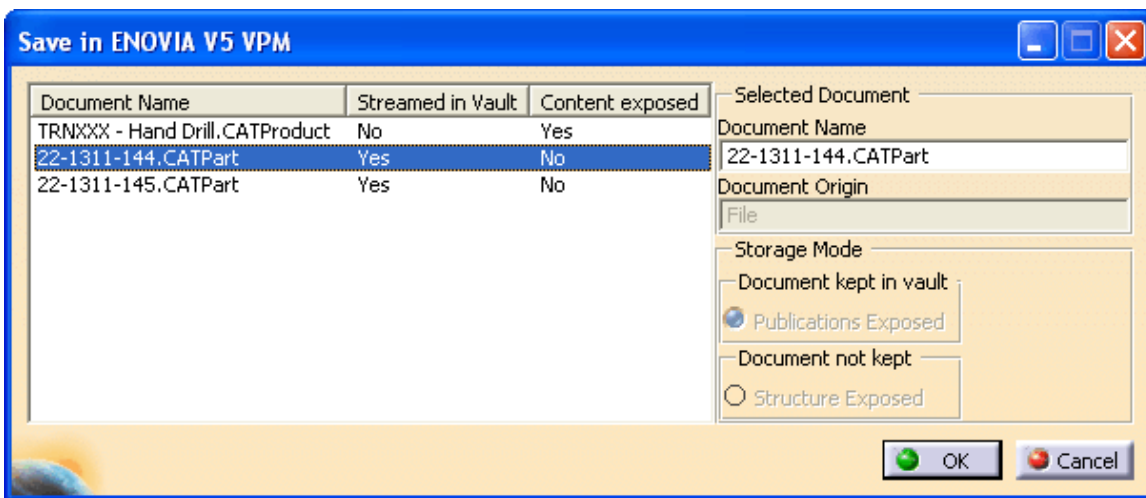 Save in ENOVIA V5 VPM
Document Name Streamed in Vault Content exposed
TRNXXX - Hand Drill.CATProduct No Yes
22-1311-144.CATPart Yes No
22-1311-145.CATPart Yes No
Selected Document
Document Name
22-1311-144.CATPart
Document Origin
File
Storage Mode
Document kept in vault
Publications Exposed
Document not kept
Structure Exposed
OK Cancel